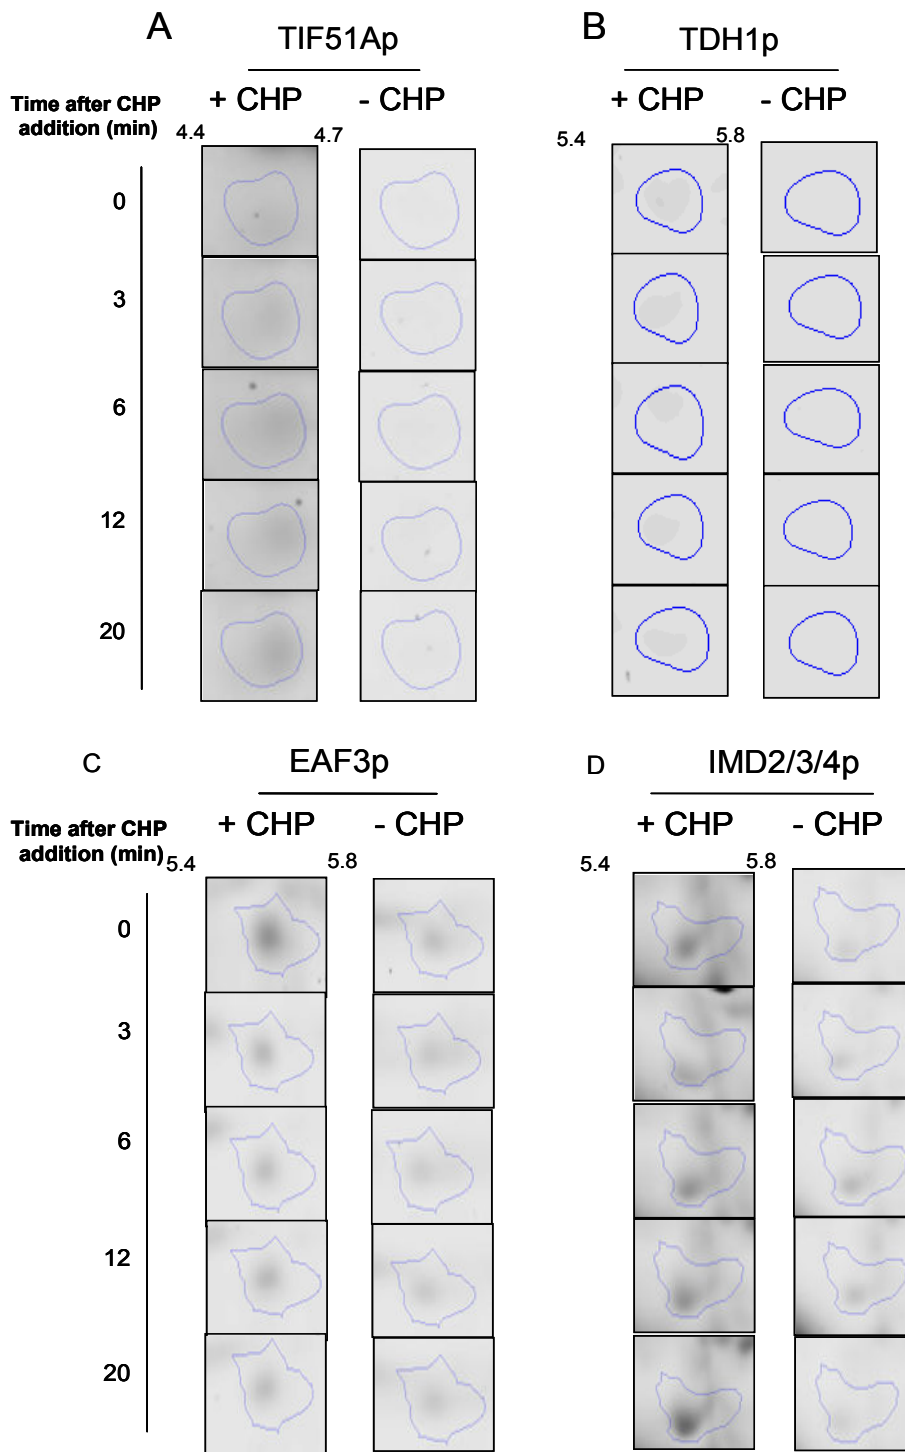 A
TIF51Ap
B
TDH1p
Time after CHP
addition (min)
+ CHP
- CHP
+ CHP
- CHP
4.4
4.7
5.4
5.8
0
3
6
12
20
C
EAF3p
D
IMD2/3/4p
Time after CHP
addition (min)
+ CHP
- CHP
+ CHP
- CHP
5.4
5.8
5.4
5.8
0
3
6
12
20